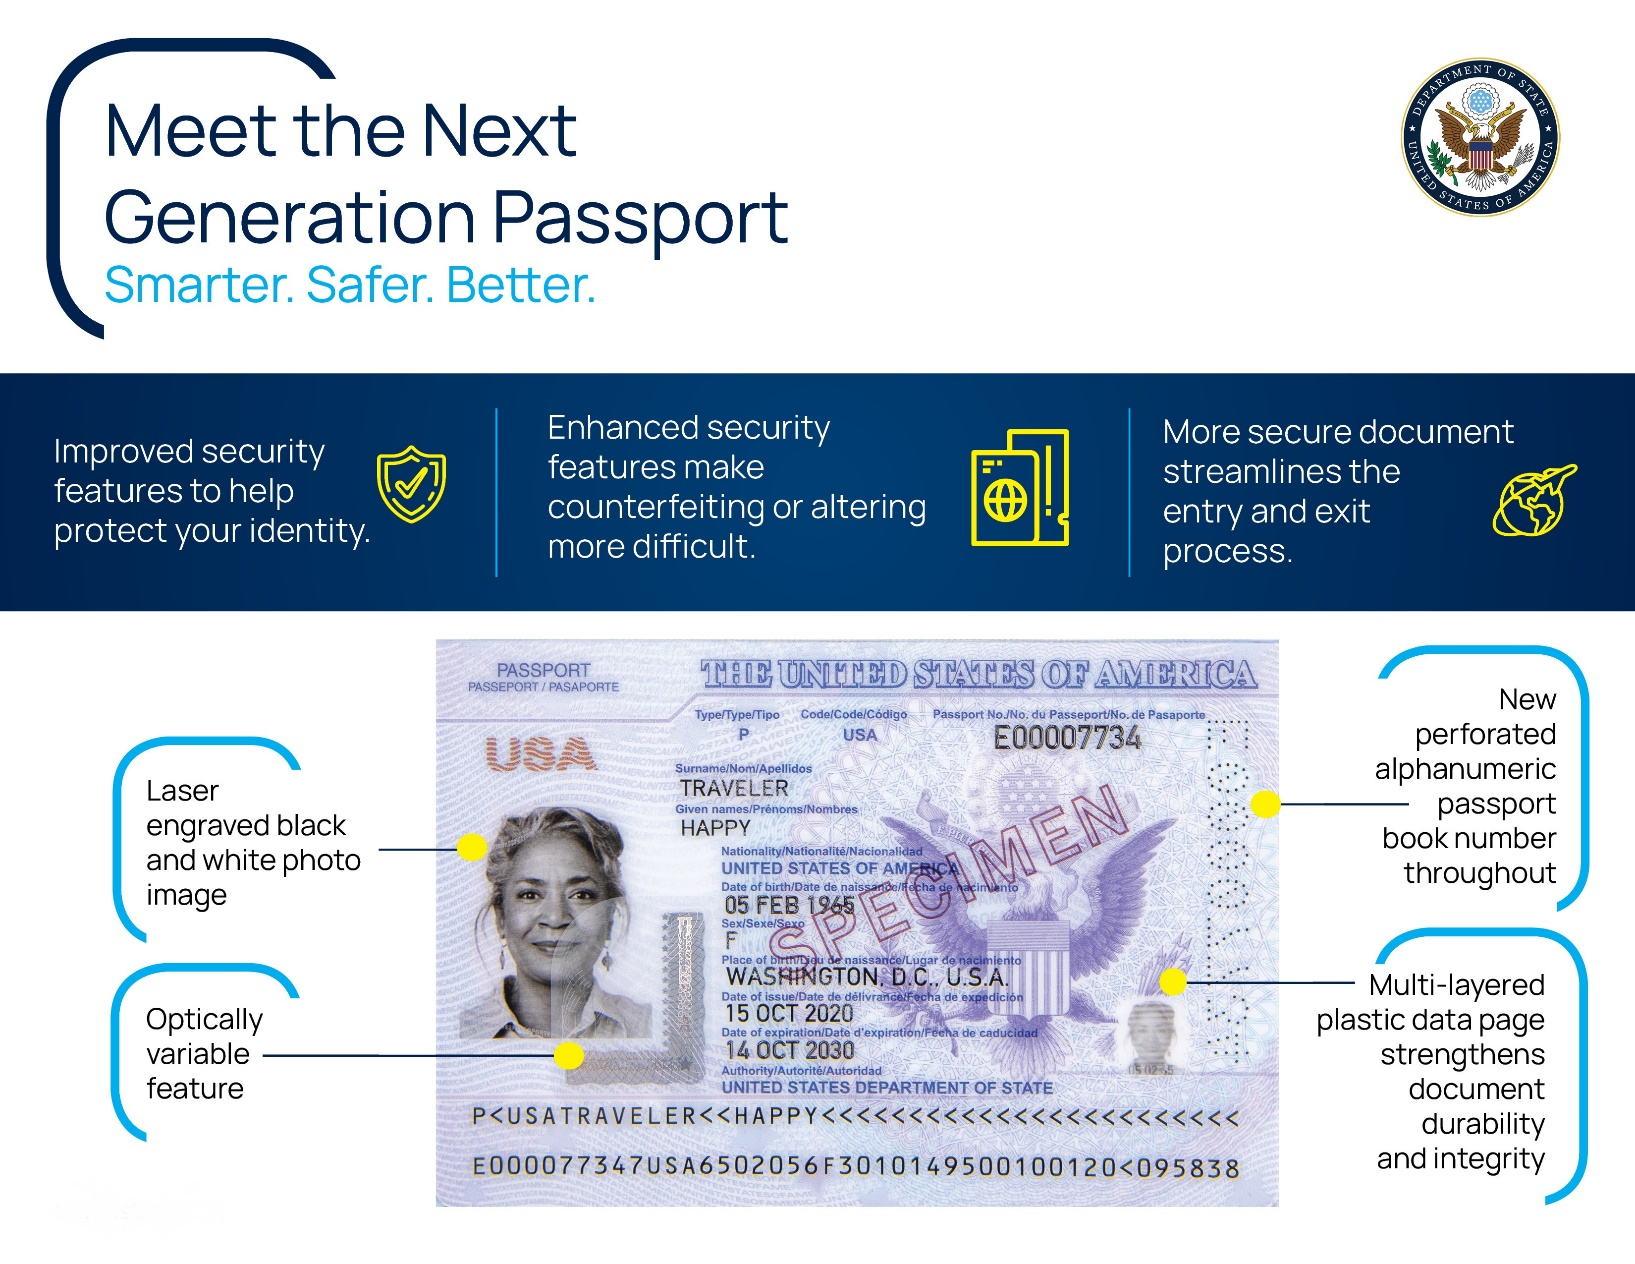 Meet the Next
Generation Passport
Smarter. Safer. Better.
DEPARTMENT OF STATE
UNITED STATES OF AMERICA
Improved security
features to help
protect your identity.
Enhanced security
features make
counterfeiting or altering
more difficult.
More secure document
streamlines the
entry and exit
process.
Laser
engraved black
and white photo
image
Optically
variable
feature
PASSPORT
PASSEPORT / PASAPORTE
THE UNITED STATES OF AMERICA
USA
Type/Type/Tipo Code/Code/Código Passport No./No. du Passeport/No. de Pasaporte
P USA E00007734
Surname/Nom/Apellidos
TRAVELER
Given names/Prénoms/Nombres
HAPPY
Nationality/Nationalité/Nacionalidad
UNITED STATES OF AMERICA
Date of birth/Date de naissance/Fecha de nacimiento
05 FEB 1965
Sex/Sexe/Sexo
F
Place of birth/Lieu de naissance/Lugar de nacimiento
WASHINGTON, D.C., U.S.A.
Date of issue/Date de délivrance/Fecha de expedición
15 OCT 2020
Date of expiration/Date d'expiration/Fecha de caducidad
14 OCT 2030
Authority/Autorité/Autoridad
UNITED STATES DEPARTMENT OF STATE
SPECIMEN
P<USATRAVELER<<HAPPY<<<<<<<<<<<<<<<<<<<<<<<<
E000077347USA6502056F3010149500100120<095838
New
perforated
alphanumeric
passport
book number
throughout
Multi-layered
plastic data page
strengthens
document
durability
and integrity